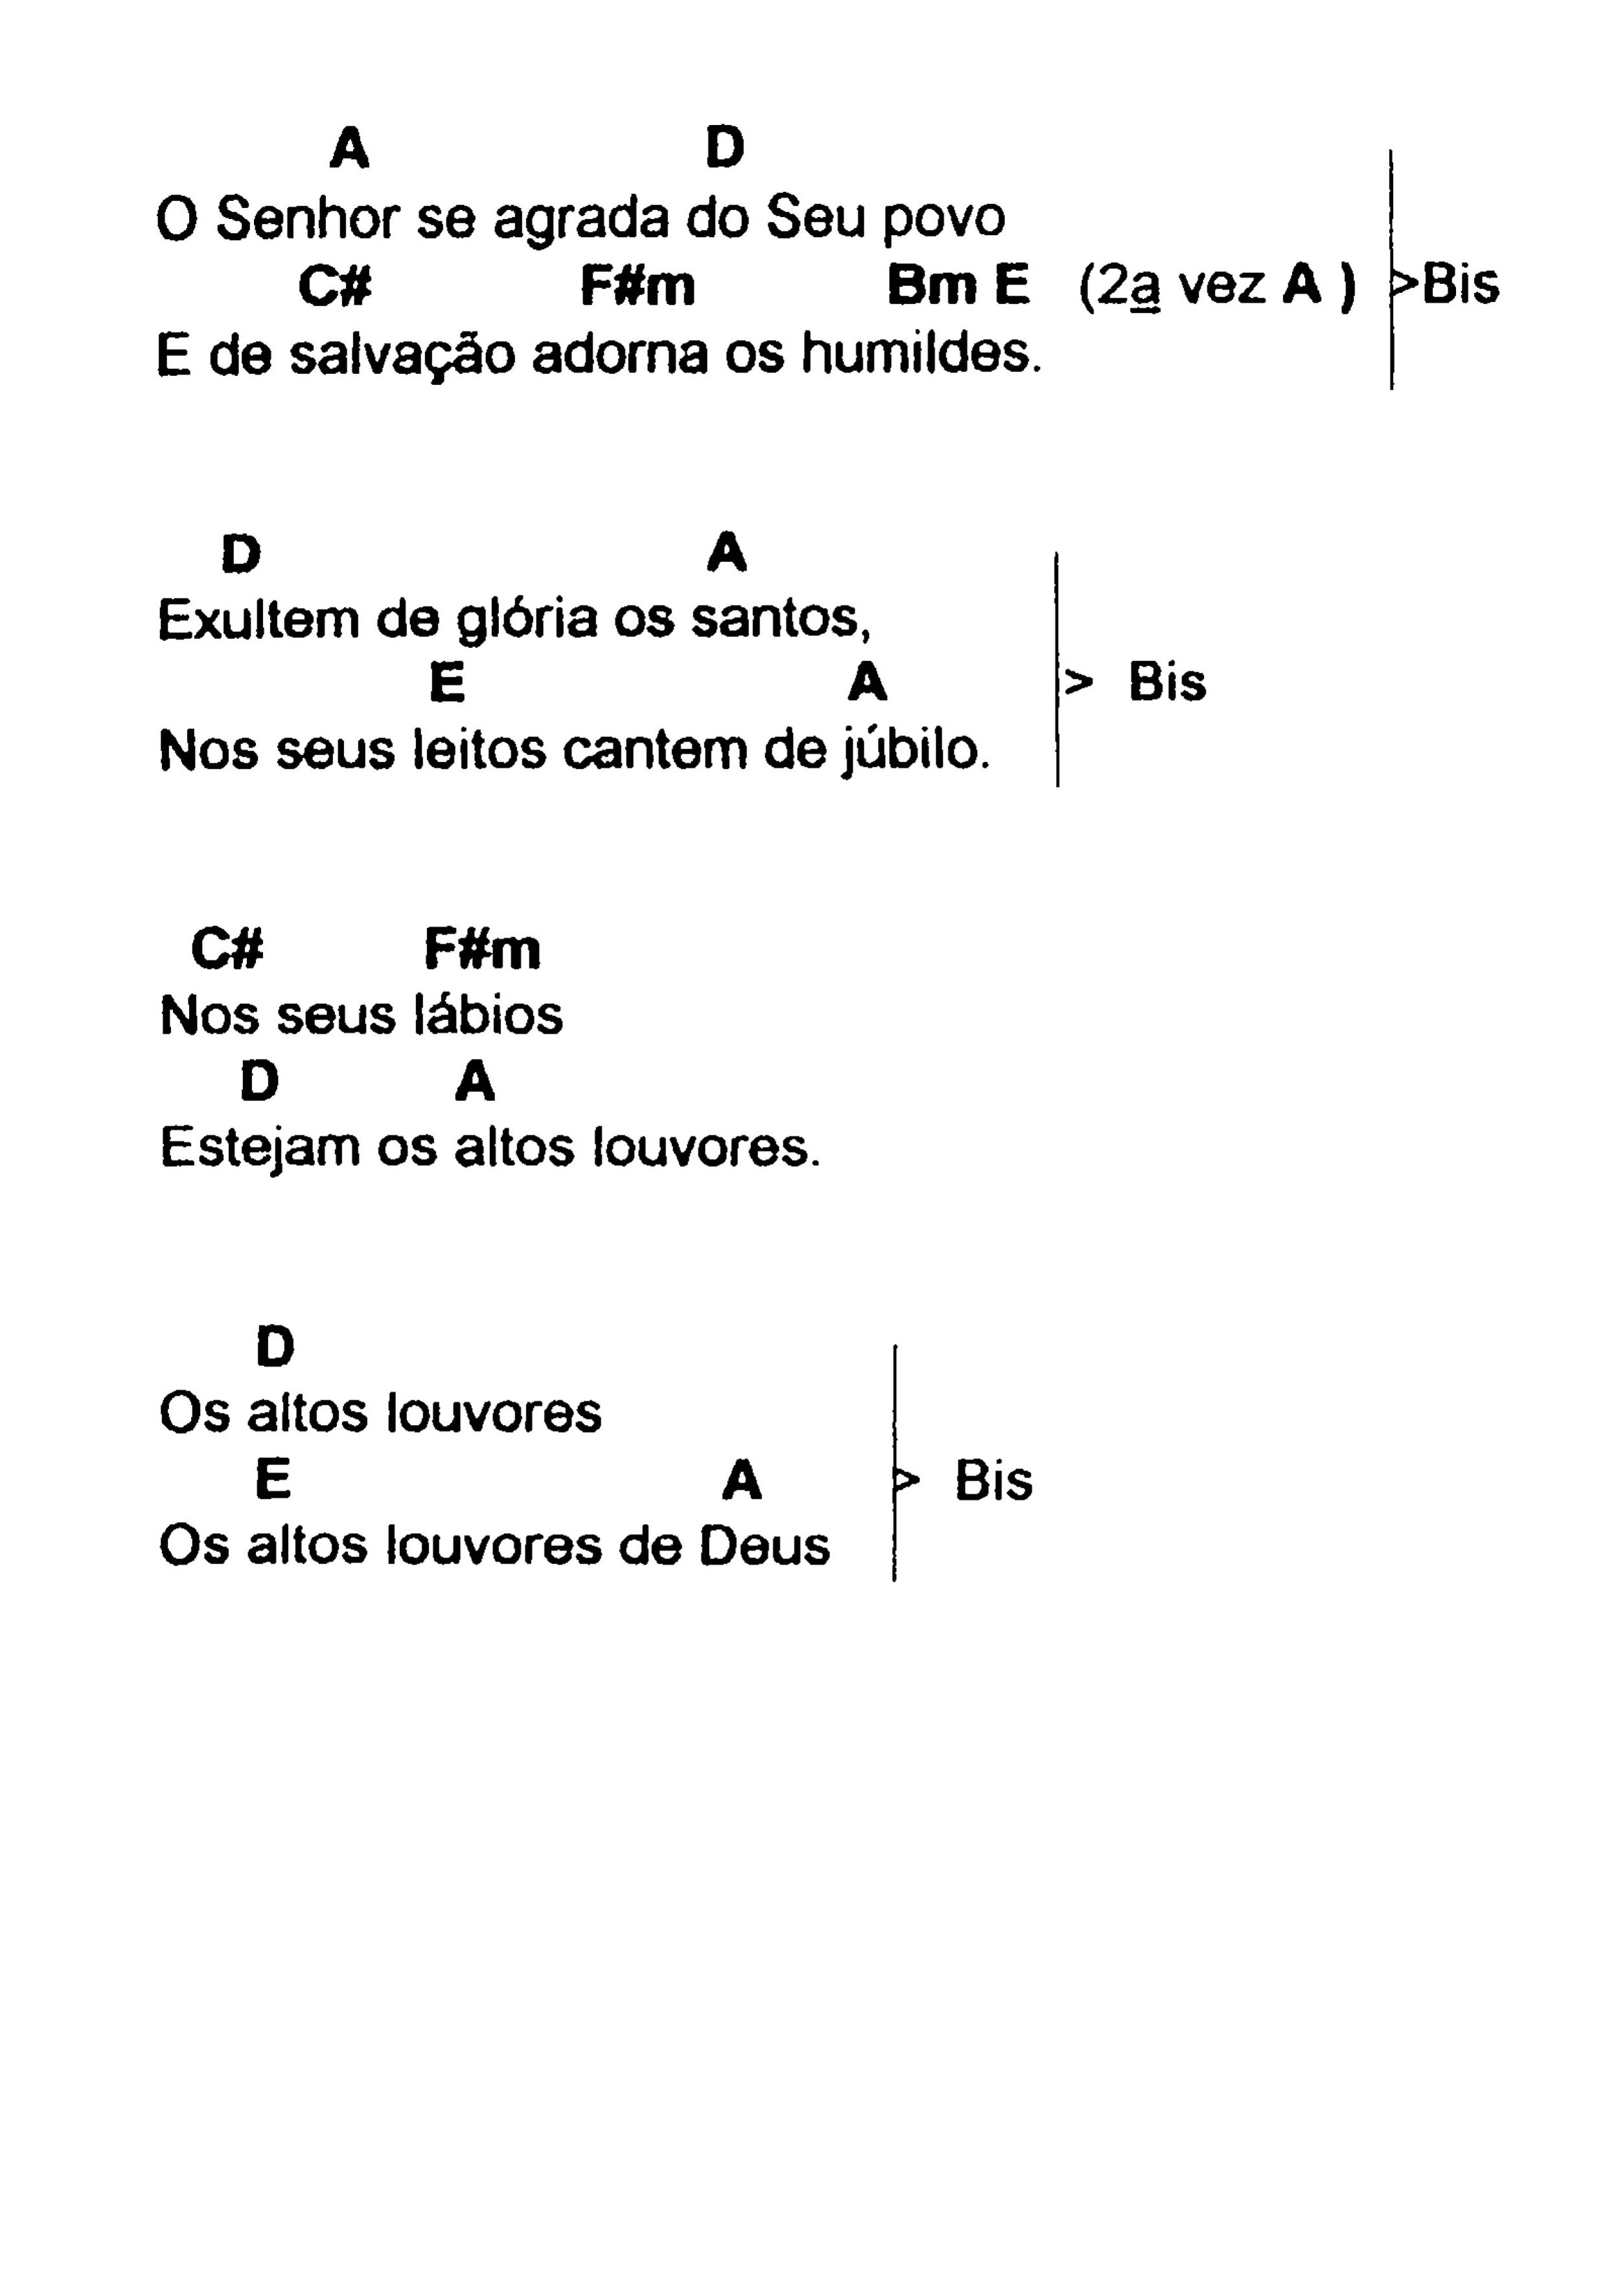 A D
O Senhor se agrada do Seu povo
C# F#m Bm E (2a vez A ) >Bis
E de salvação adorna os humildes.
D A
Exultem de glória os santos,
E A > Bis
Nos seus leitos cantem de júbilo.
C# F#m
Nos seus lábios
D A
Estejam os altos louvores.
D
Os altos louvores
E A > Bis
Os altos louvores de Deus